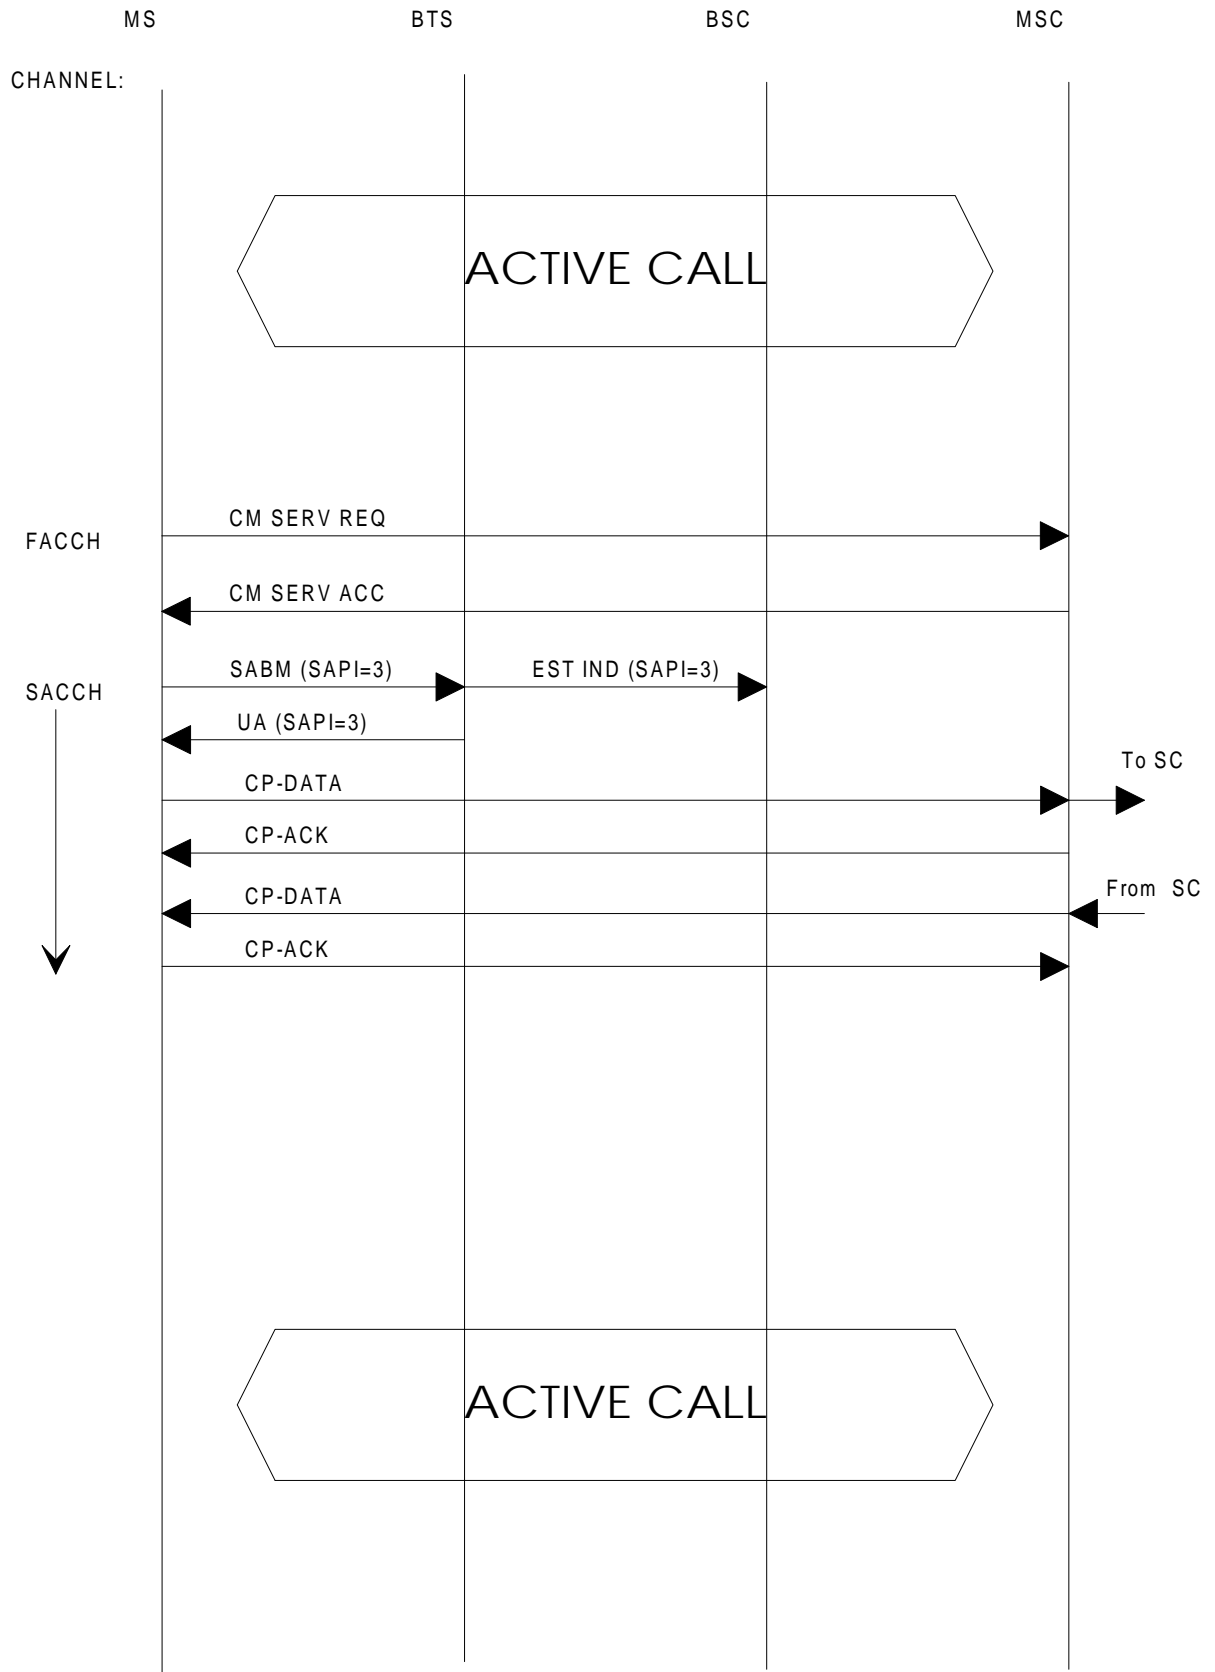 MS BTS BSC MSC
CHANNEL:
ACTIVE CALL
CM SERV REQ
FACCH
CM SERV ACC
SABM (SAPI=3) EST IND (SAPI=3)
SACCH
UA (SAPI=3)
To SC
CP-DATA
CP-ACK
From SC
CP-DATA
CP-ACK
ACTIVE CALL